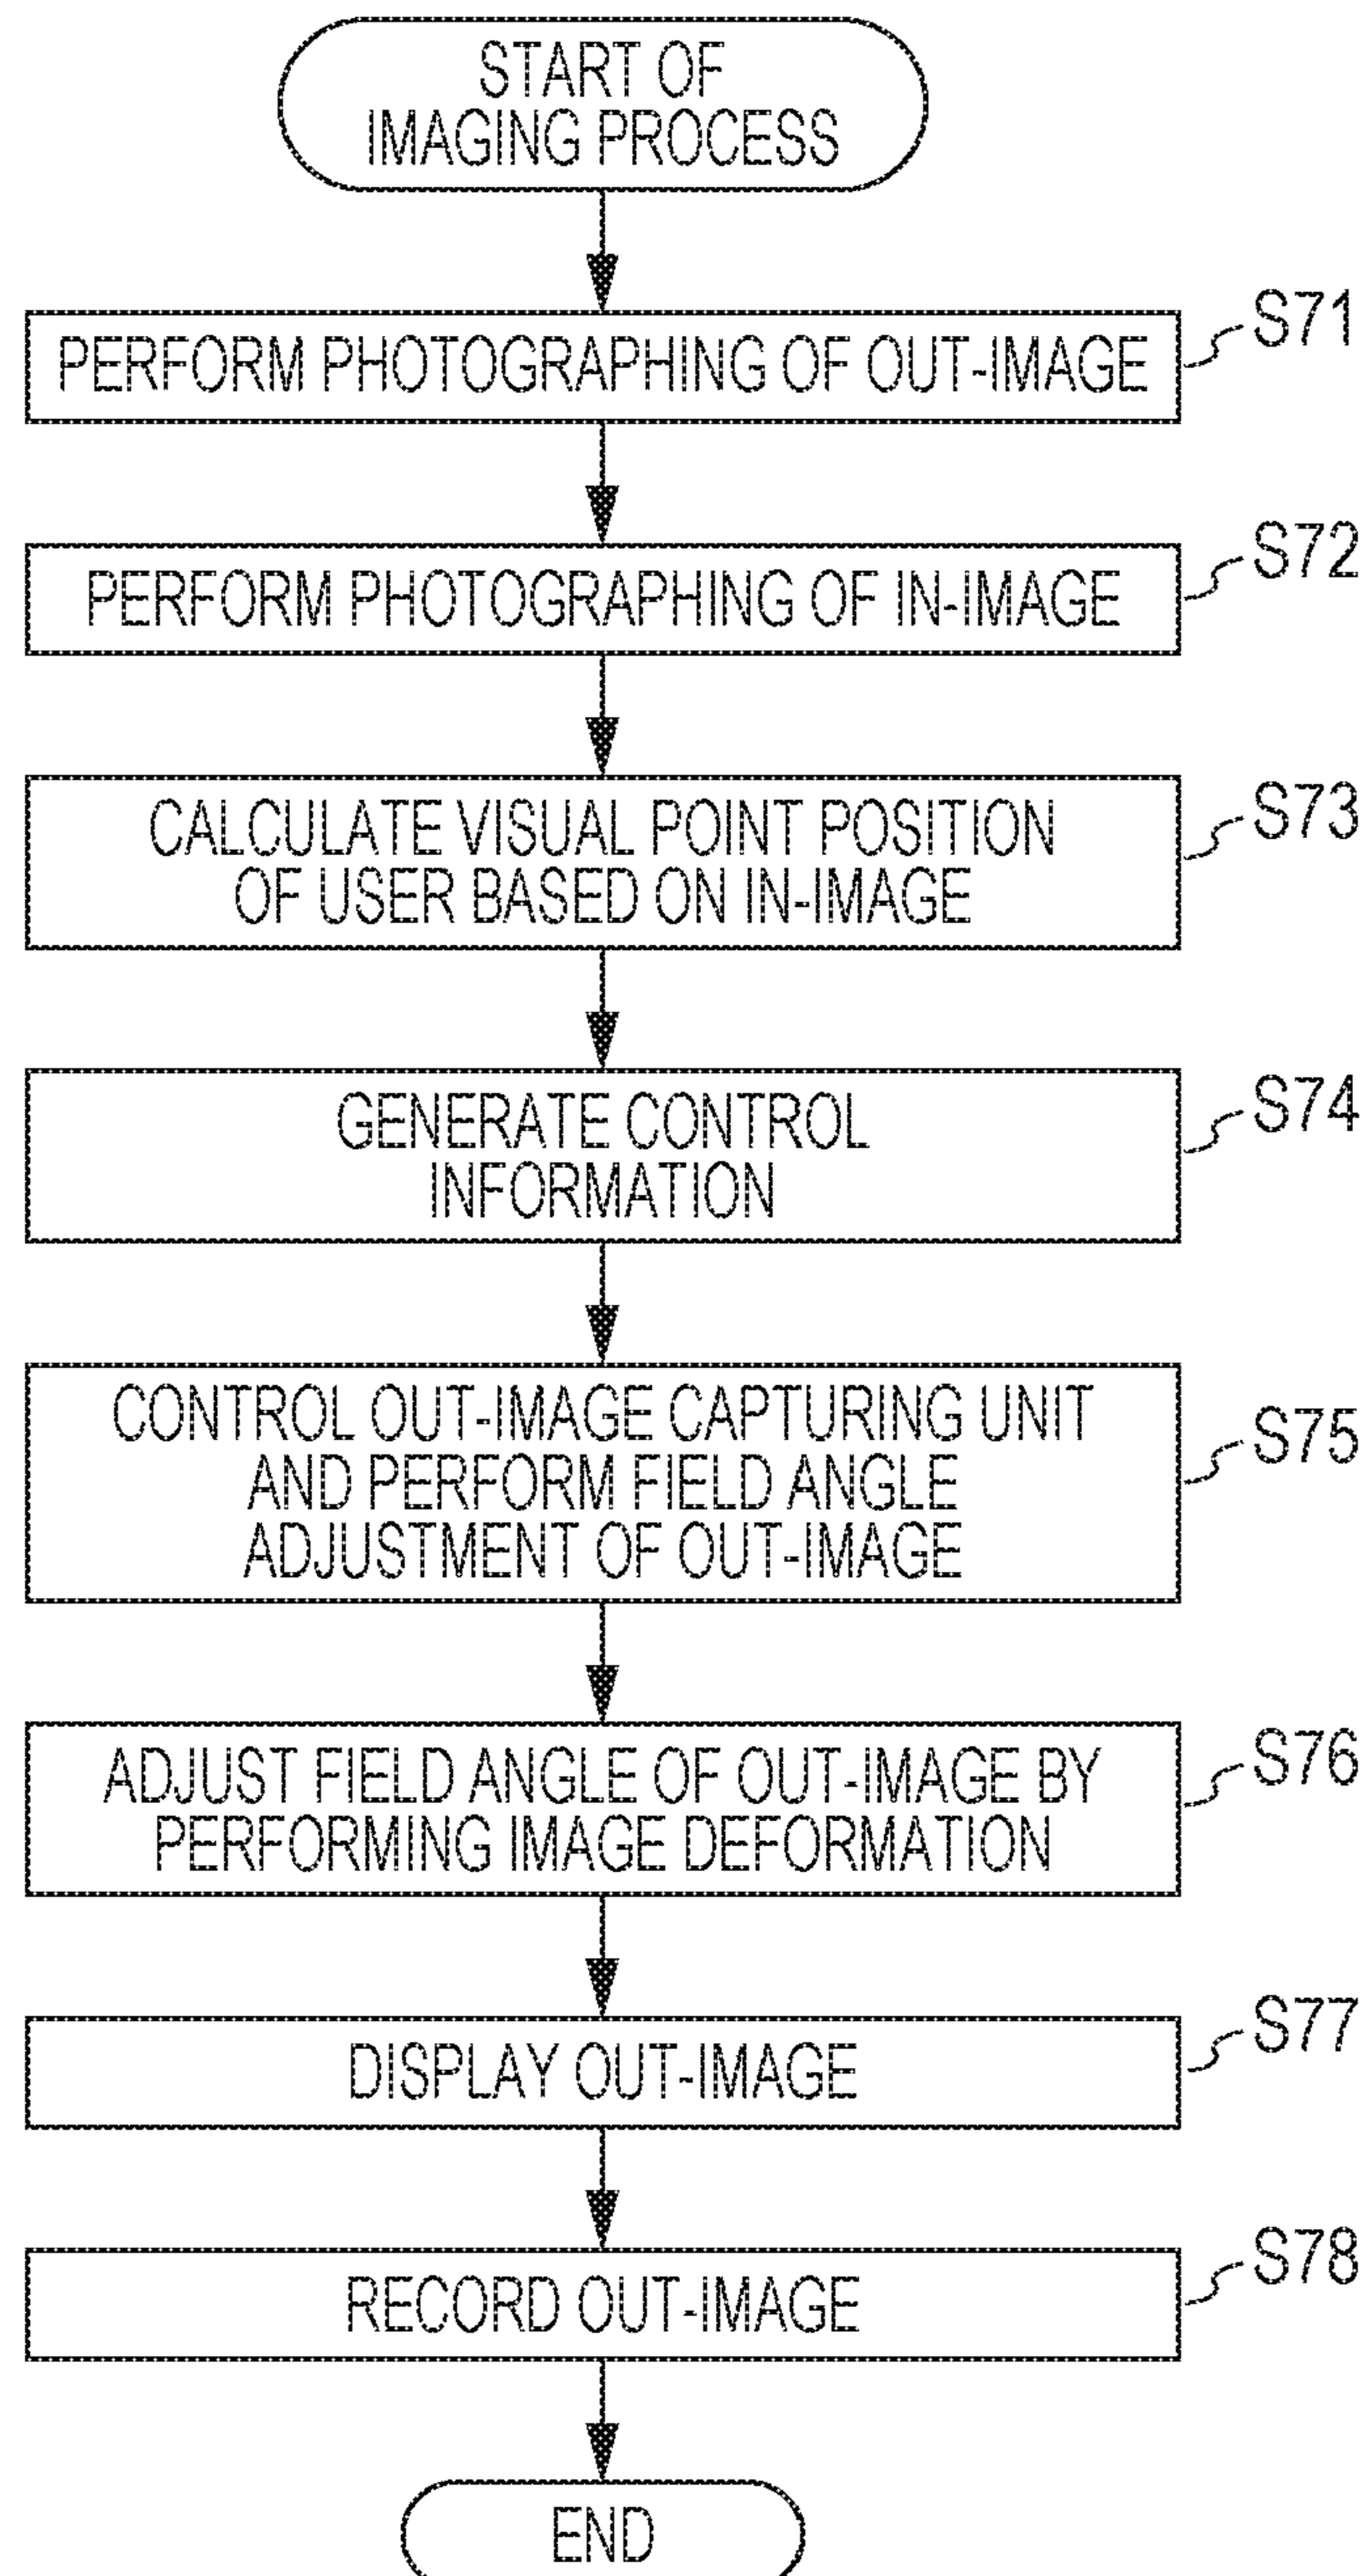 START OF
IMAGING PROCESS
PERFORM PHOTOGRAPHING OF OUT-IMAGE
S71
PERFORM PHOTOGRAPHING OF IN-IMAGE
S72
CALCULATE VISUAL POINT POSITION
OF USER BASED ON IN-IMAGE
S73
GENERATE CONTROL
INFORMATION
S74
CONTROL OUT-IMAGE CAPTURING UNIT
AND PERFORM FIELD ANGLE
ADJUSTMENT OF OUT-IMAGE
S75
ADJUST FIELD ANGLE OF OUT-IMAGE BY
PERFORMING IMAGE DEFORMATION
S76
DISPLAY OUT-IMAGE
S77
RECORD OUT-IMAGE
S78
END